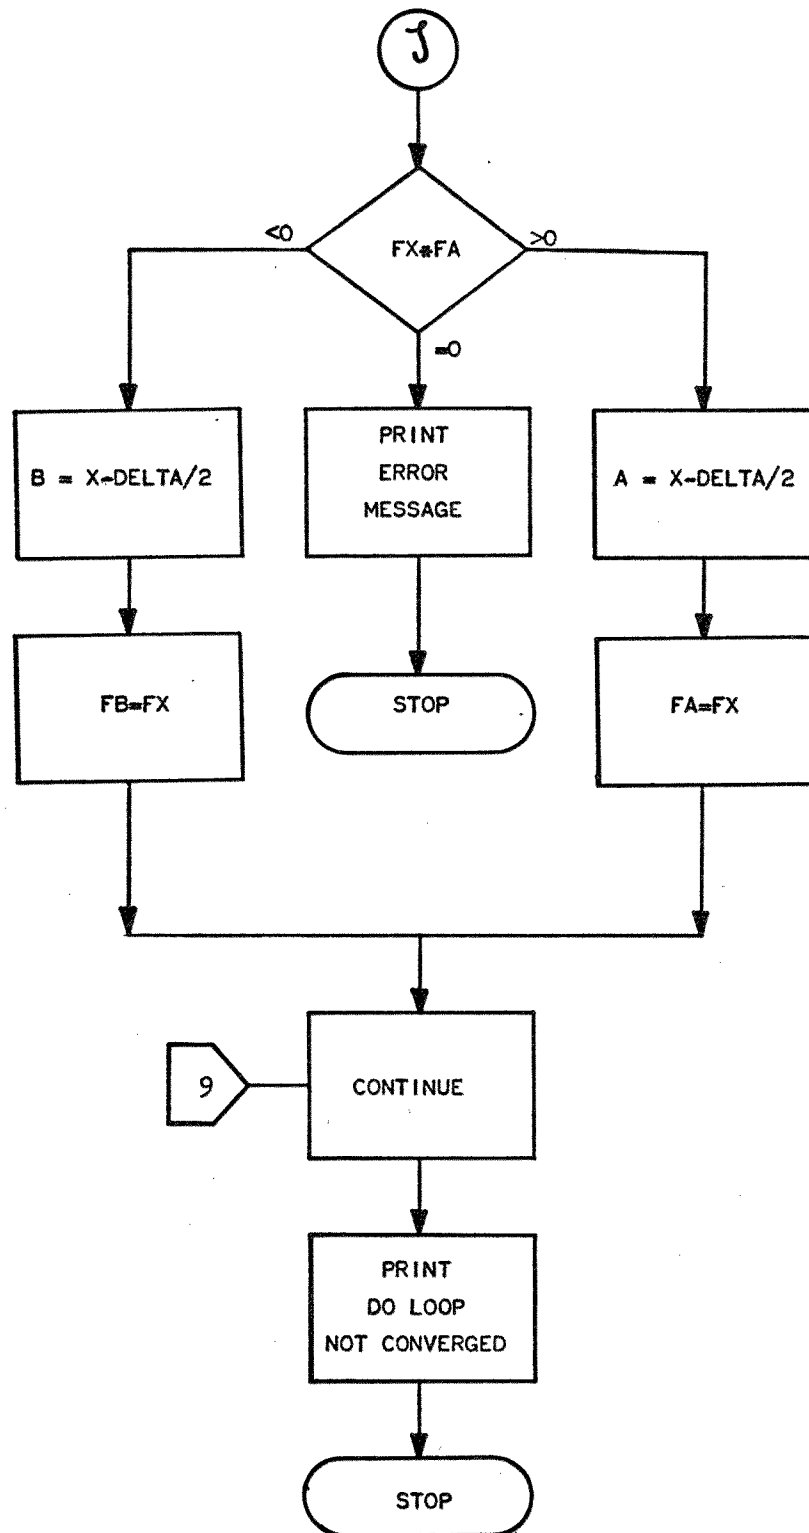 J
<0
FX*FA
>0
=0
B = X-DELTA/2
PRINT
ERROR
MESSAGE
A = X-DELTA/2
FB=FX
STOP
FA=FX
9
CONTINUE
PRINT
DO LOOP
NOT CONVERGED
STOP